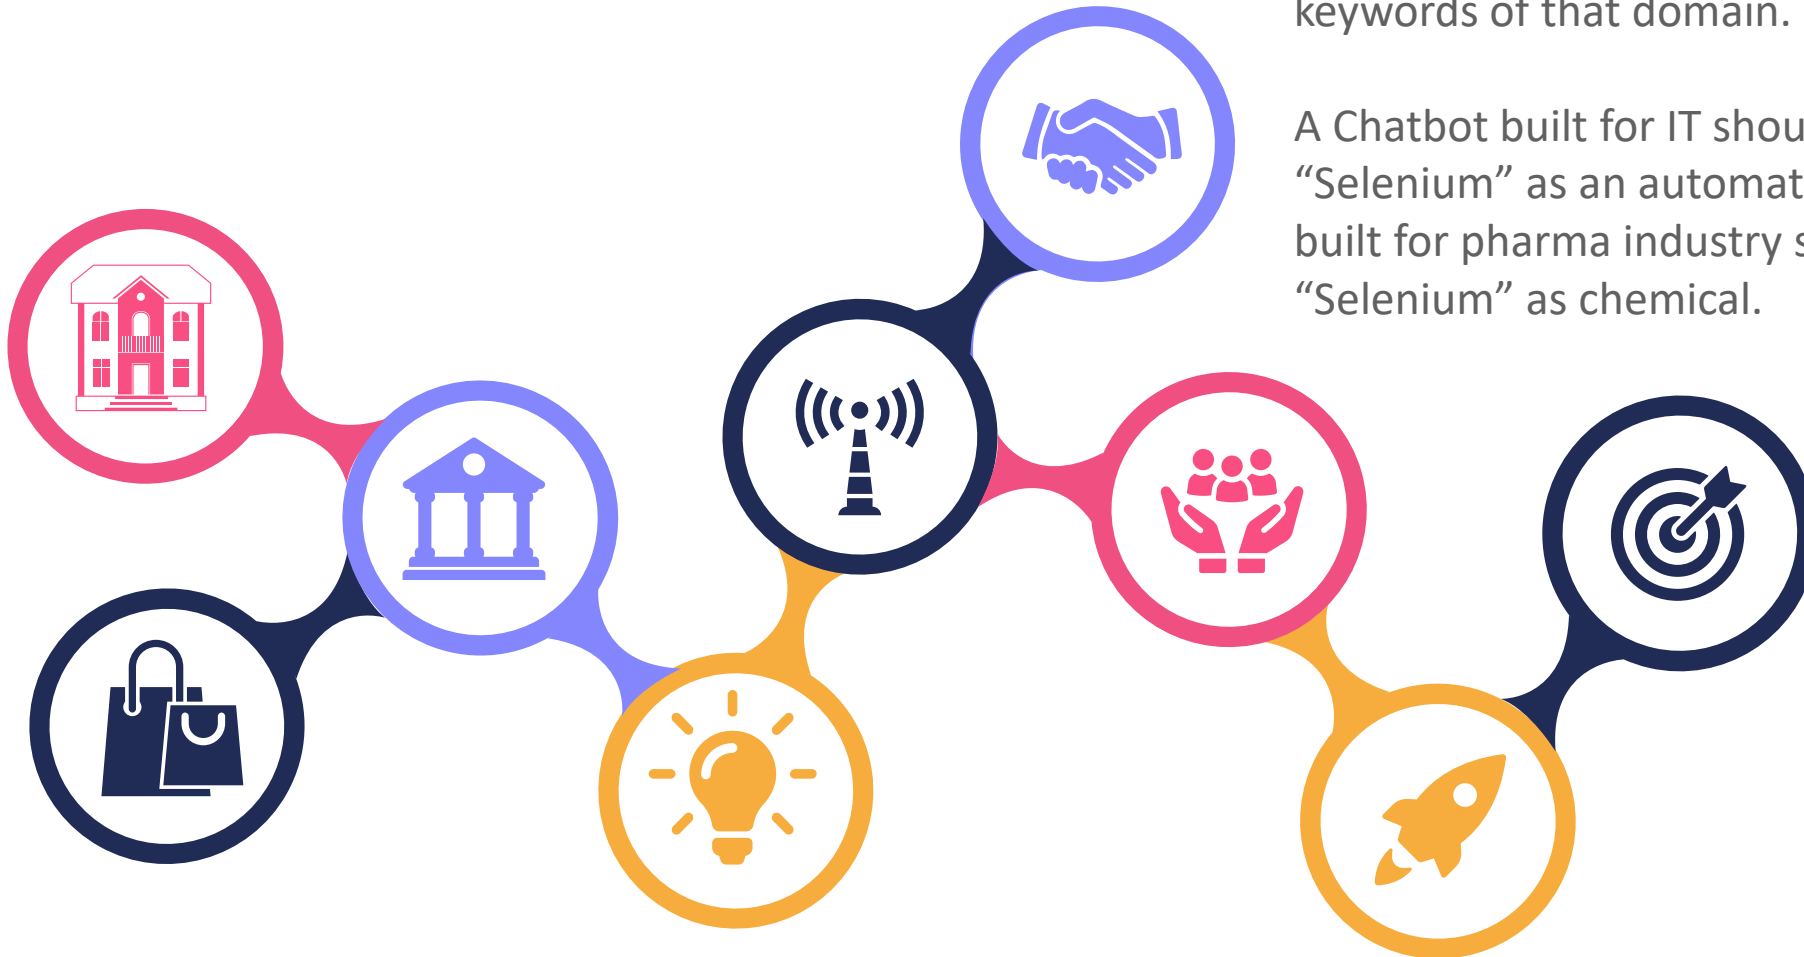 keywords of that domain.
A Chatbot built for IT shou
“Selenium” as an automat
built for pharma industry s
“Selenium” as chemical.